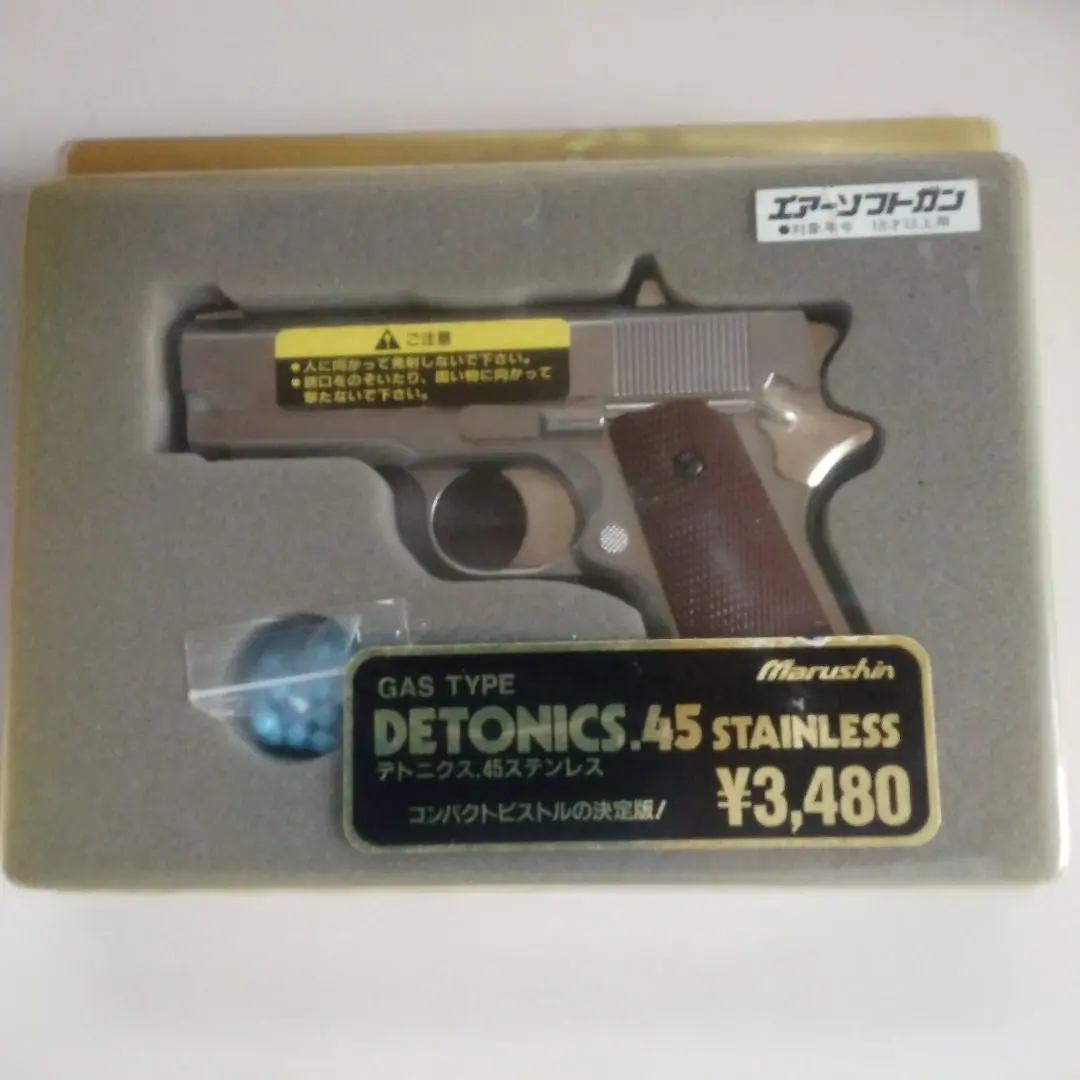 エアーソフトガン
●対象年令 18才以上用
⚠ご注意
●人に向かって発射しないで下さい。
●銃口をのぞいたり、固い物に向かって
撃たないで下さい。
Marushin
GAS TYPE
DETONICS.45 STAINLESS
デトニクス.45ステンレス
コンパクトピストルの決定版!
¥3,480